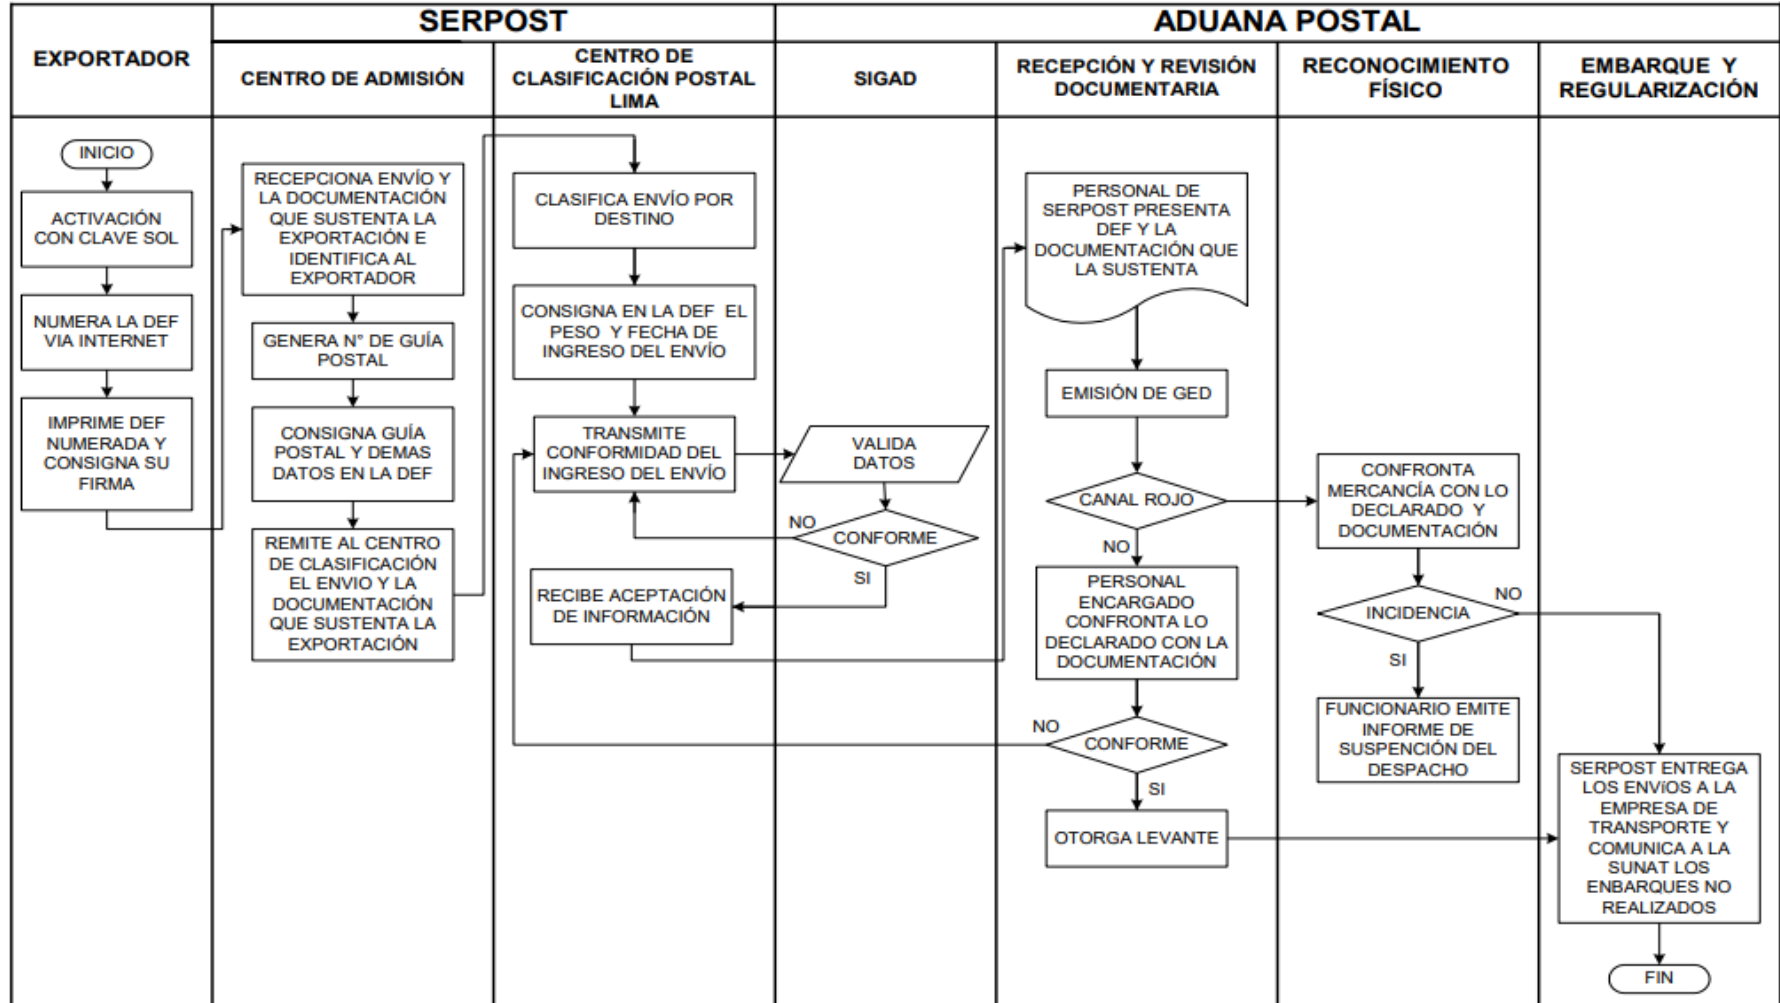 SERPOST
ADUANA POSTAL
EXPORTADOR
CENTRO DE ADMISIÓN
CENTRO DE
CLASIFICACIÓN POSTAL
LIMA
SIGAD
RECEPCIÓN Y REVISIÓN
DOCUMENTARIA
RECONOCIMIENTO
FÍSICO
EMBARQUE Y
REGULARIZACIÓN
INICIO
ACTIVACIÓN
CON CLAVE SOL
NUMERA LA DEF
VIA INTERNET
IMPRIME DEF
NUMERADA Y
CONSIGNA SU
FIRMA
RECEPCIONA ENVÍO Y
LA DOCUMENTACIÓN
QUE SUSTENTA LA
EXPORTACIÓN E
IDENTIFICA AL
EXPORTADOR
GENERA N° DE GUÍA
POSTAL
CONSIGNA GUÍA
POSTAL Y DEMAS
DATOS EN LA DEF
REMITE AL CENTRO
DE CLASIFICACIÓN
EL ENVIO Y LA
DOCUMENTACIÓN
QUE SUSTENTA LA
EXPORTACIÓN
CLASIFICA ENVÍO POR
DESTINO
CONSIGNA EN LA DEF EL
PESO Y FECHA DE
INGRESO DEL ENVÍO
TRANSMITE
CONFORMIDAD DEL
INGRESO DEL ENVÍO
RECIBE ACEPTACIÓN
DE INFORMACIÓN
VALIDA
DATOS
NO
CONFORME
SI
PERSONAL DE
SERPOST PRESENTA
DEF Y LA
DOCUMENTACIÓN QUE
LA SUSTENTA
EMISIÓN DE GED
CANAL ROJO
NO
PERSONAL
ENCARGADO
CONFRONTA LO
DECLARADO CON LA
DOCUMENTACIÓN
NO
CONFORME
SI
OTORGA LEVANTE
CONFRONTA
MERCANCÍA CON LO
DECLARADO Y
DOCUMENTACIÓN
NO
INCIDENCIA
SI
FUNCIONARIO EMITE
INFORME DE
SUSPENCIÓN DEL
DESPACHO
SERPOST ENTREGA
LOS ENVíOS A LA
EMPRESA DE
TRANSPORTE Y
COMUNICA A LA
SUNAT LOS
ENBARQUES NO
REALIZADOS
FIN